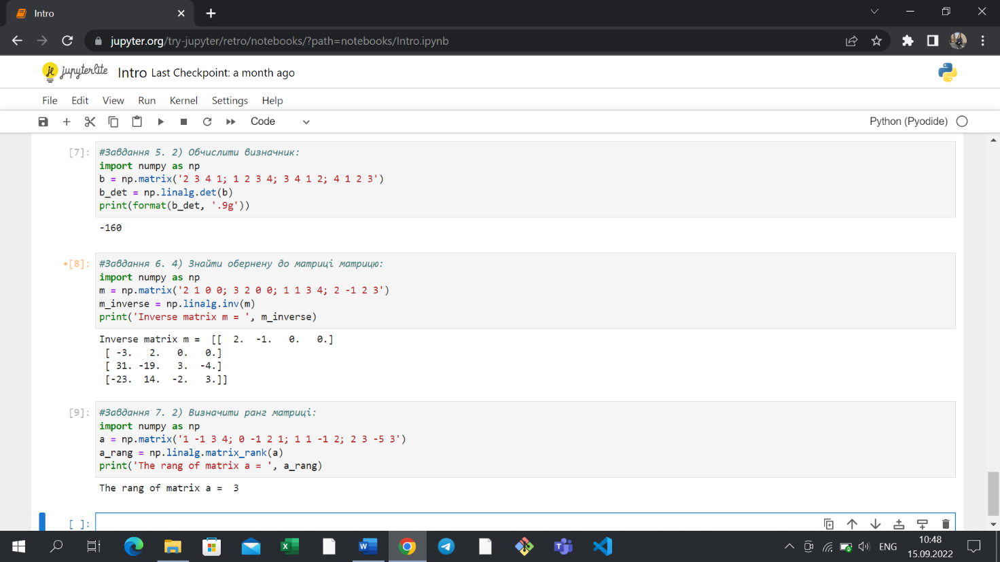 Intro
jupyter.org/try-jupyter/retro/notebooks/?path=notebooks/Intro.ipynb
jupyterlite Intro Last Checkpoint: a month ago
File Edit View Run Kernel Settings Help
Code Python (Pyodide)
[7]: #Завдання 5. 2) Обчислити визначник:
import numpy as np
b = np.matrix('2 3 4 1; 1 2 3 4; 3 4 1 2; 4 1 2 3')
b_det = np.linalg.det(b)
print(format(b_det, '.9g'))
-160
•[8]: #Завдання 6. 4) Знайти обернену до матриці матрицю:
import numpy as np
m = np.matrix('2 1 0 0; 3 2 0 0; 1 1 3 4; 2 -1 2 3')
m_inverse = np.linalg.inv(m)
print('Inverse matrix m = ', m_inverse)
Inverse matrix m =  [[  2.  -1.   0.   0.]
[ -3.   2.   0.   0.]
[ 31. -19.   3.  -4.]
[-23.  14.  -2.   3.]]
[9]: #Завдання 7. 2) Визначити ранг матриці:
import numpy as np
a = np.matrix('1 -1 3 4; 0 -1 2 1; 1 1 -1 2; 2 3 -5 3')
a_rang = np.linalg.matrix_rank(a)
print('The rang of matrix a = ', a_rang)
The rang of matrix a =  3
[ ]:
ENG
10:48
15.09.2022